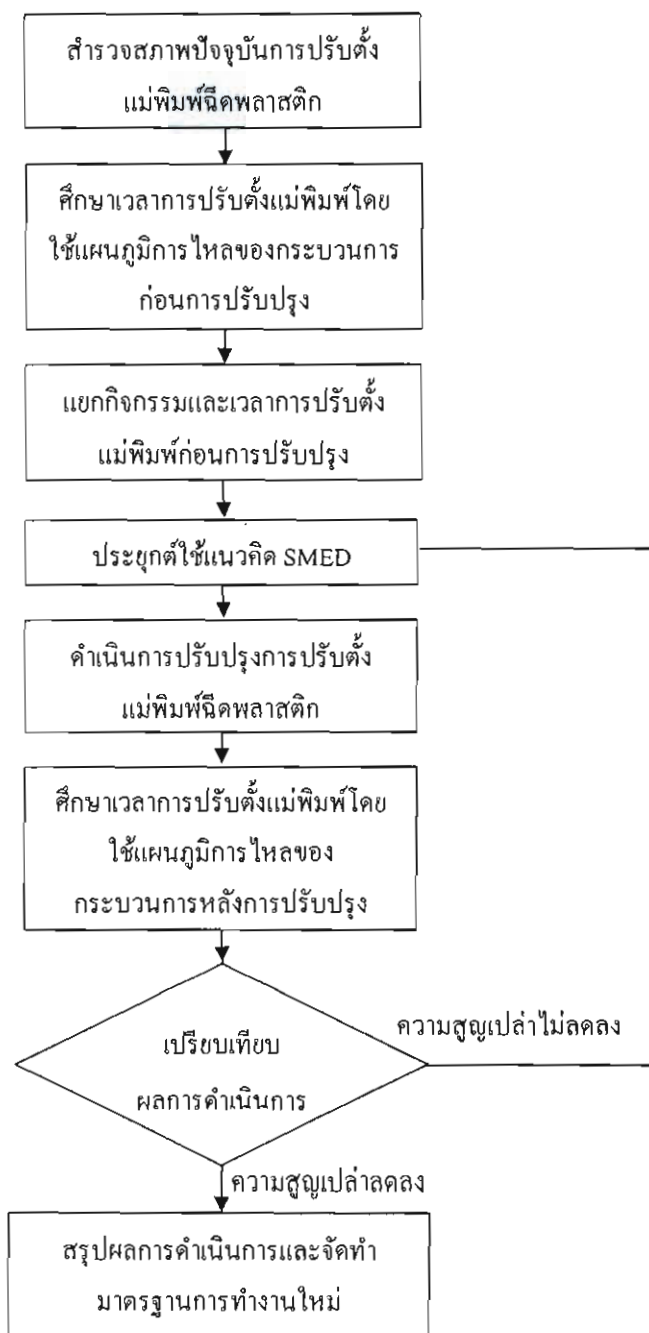 สำรวจสภาพปัจจุบันการปรับตั้ง
แม่พิมพ์ฉีดพลาสติก
ศึกษาเวลาการปรับตั้งแม่พิมพ์โดย
ใช้แผนภูมิการไหลของกระบวนการ
ก่อนการปรับปรุง
แยกกิจกรรมและเวลาการปรับตั้ง
แม่พิมพ์ก่อนการปรับปรุง
ประยุกต์ใช้แนวคิด SMED
ดำเนินการปรับปรุงการปรับตั้ง
แม่พิมพ์ฉีดพลาสติก
ศึกษาเวลาการปรับตั้งแม่พิมพ์โดย
ใช้แผนภูมิการไหลของ
กระบวนการหลังการปรับปรุง
ความสูญเปล่าไม่ลดลง
เปรียบเทียบ
ผลการดำเนินการ
ความสูญเปล่าลดลง
สรุปผลการดำเนินการและจัดทำ
มาตรฐานการทำงานใหม่